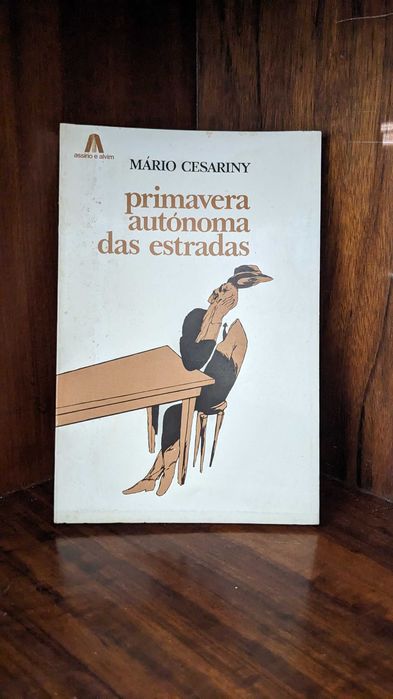 assírio e alvim
MÁRIO CESARINY
primavera
autónoma
das estradas